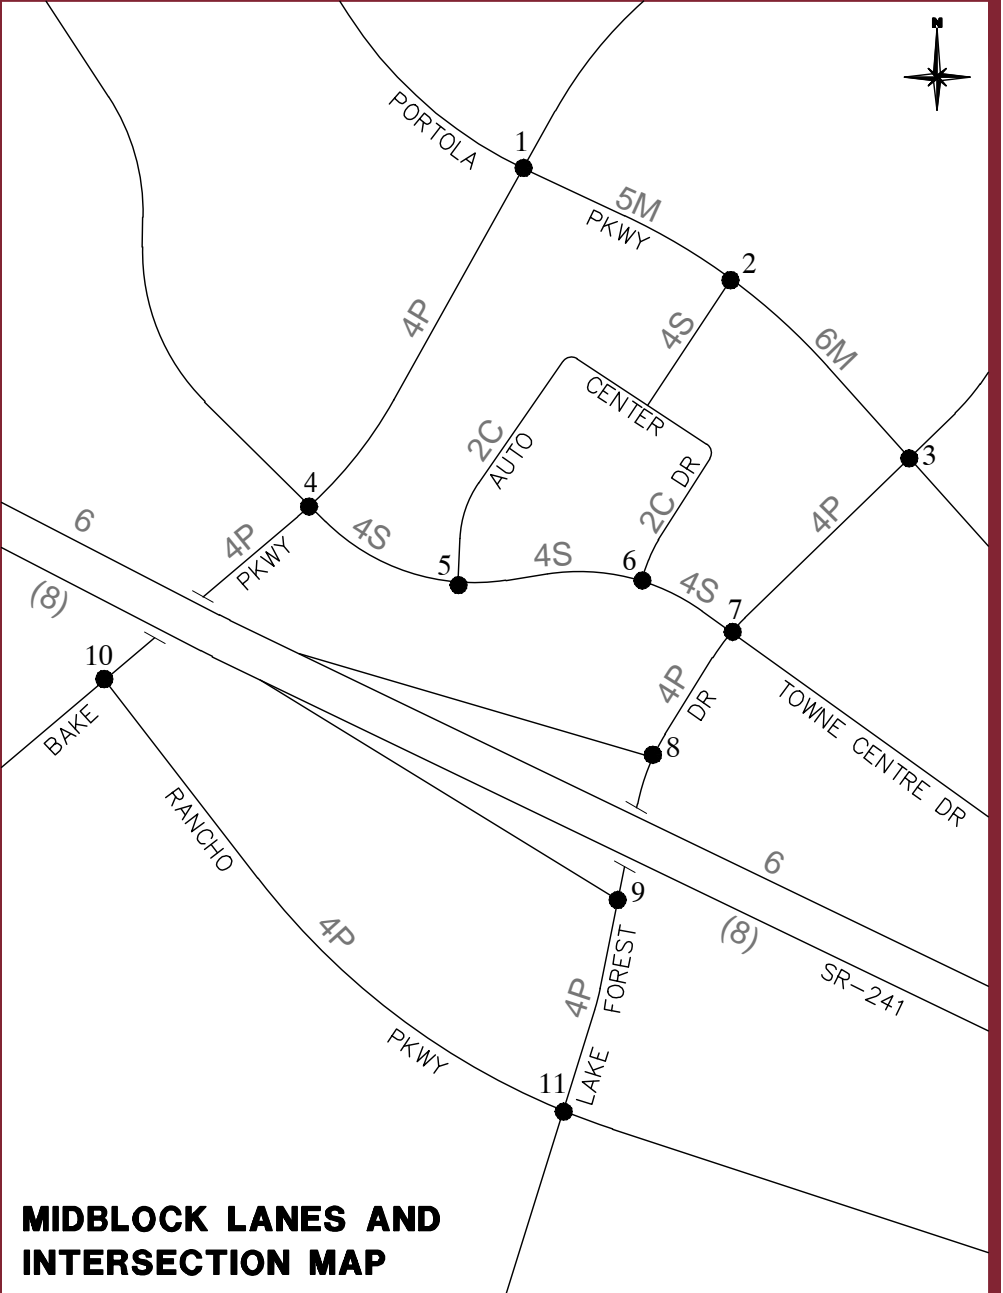 N
1
PORTOLA
5M
PKWY
2
4P
4S
6M
CENTER
2C
AUTO
DR
3
2C
4P
4
6
4S
4P
PKWY
5
4S
6
4S
(8)
7
10
4P
DR
TOWNE CENTRE DR
BAKE
8
RANCHO
6
9
4P
(8)
FOREST
SR-241
4P
PKWY
LAKE
11
MIDBLOCK LANES AND
INTERSECTION MAP